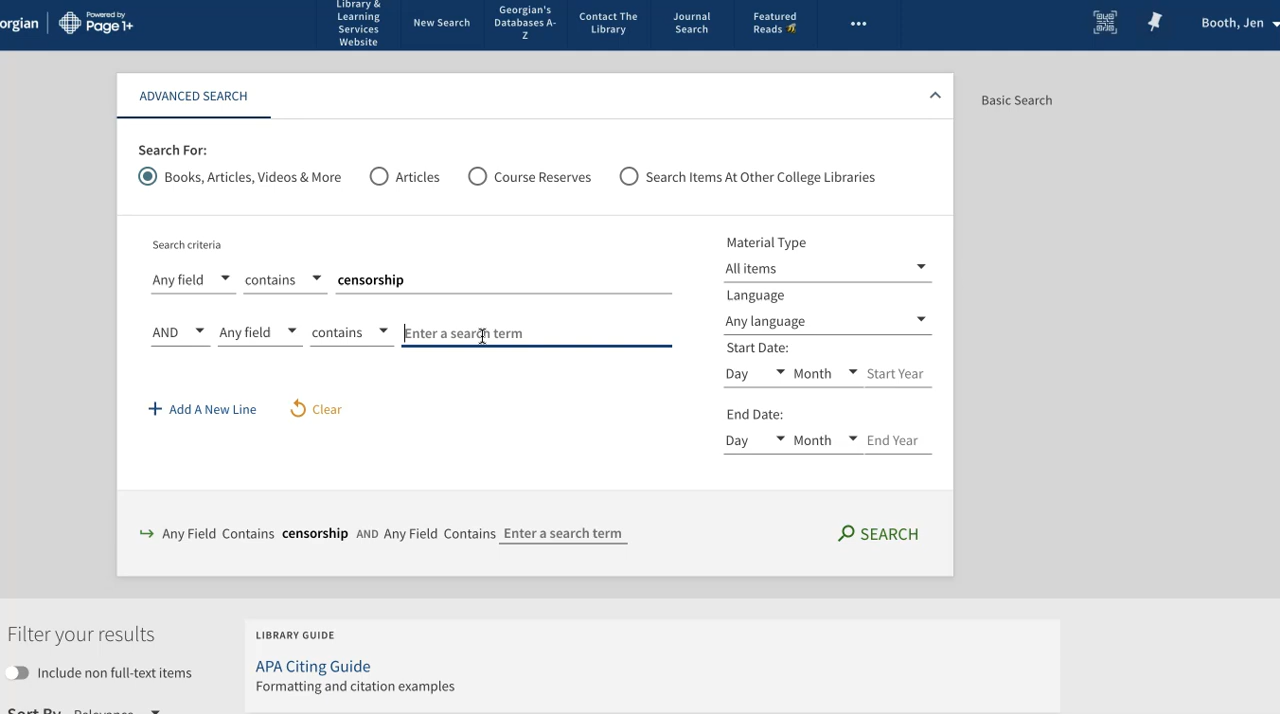 orgian
Powered by
Page 1+
Library &
Learning
Services
Website
New Search
Georgian's
Databases A-
Z
Contact The
Library
Journal
Search
Featured
Reads
Booth, Jen
ADVANCED SEARCH
Basic Search
Search For:
Books, Articles, Videos & More
Articles
Course Reserves
Search Items At Other College Libraries
Search criteria
Any field contains censorship
AND Any field contains Enter a search term
Add A New Line
Clear
Material Type
All items
Language
Any language
Start Date:
Day Month Start Year
End Date:
Day Month End Year
Any Field Contains censorship AND Any Field Contains Enter a search term
SEARCH
Filter your results
Include non full-text items
Sort By Relevance
LIBRARY GUIDE
APA Citing Guide
Formatting and citation examples